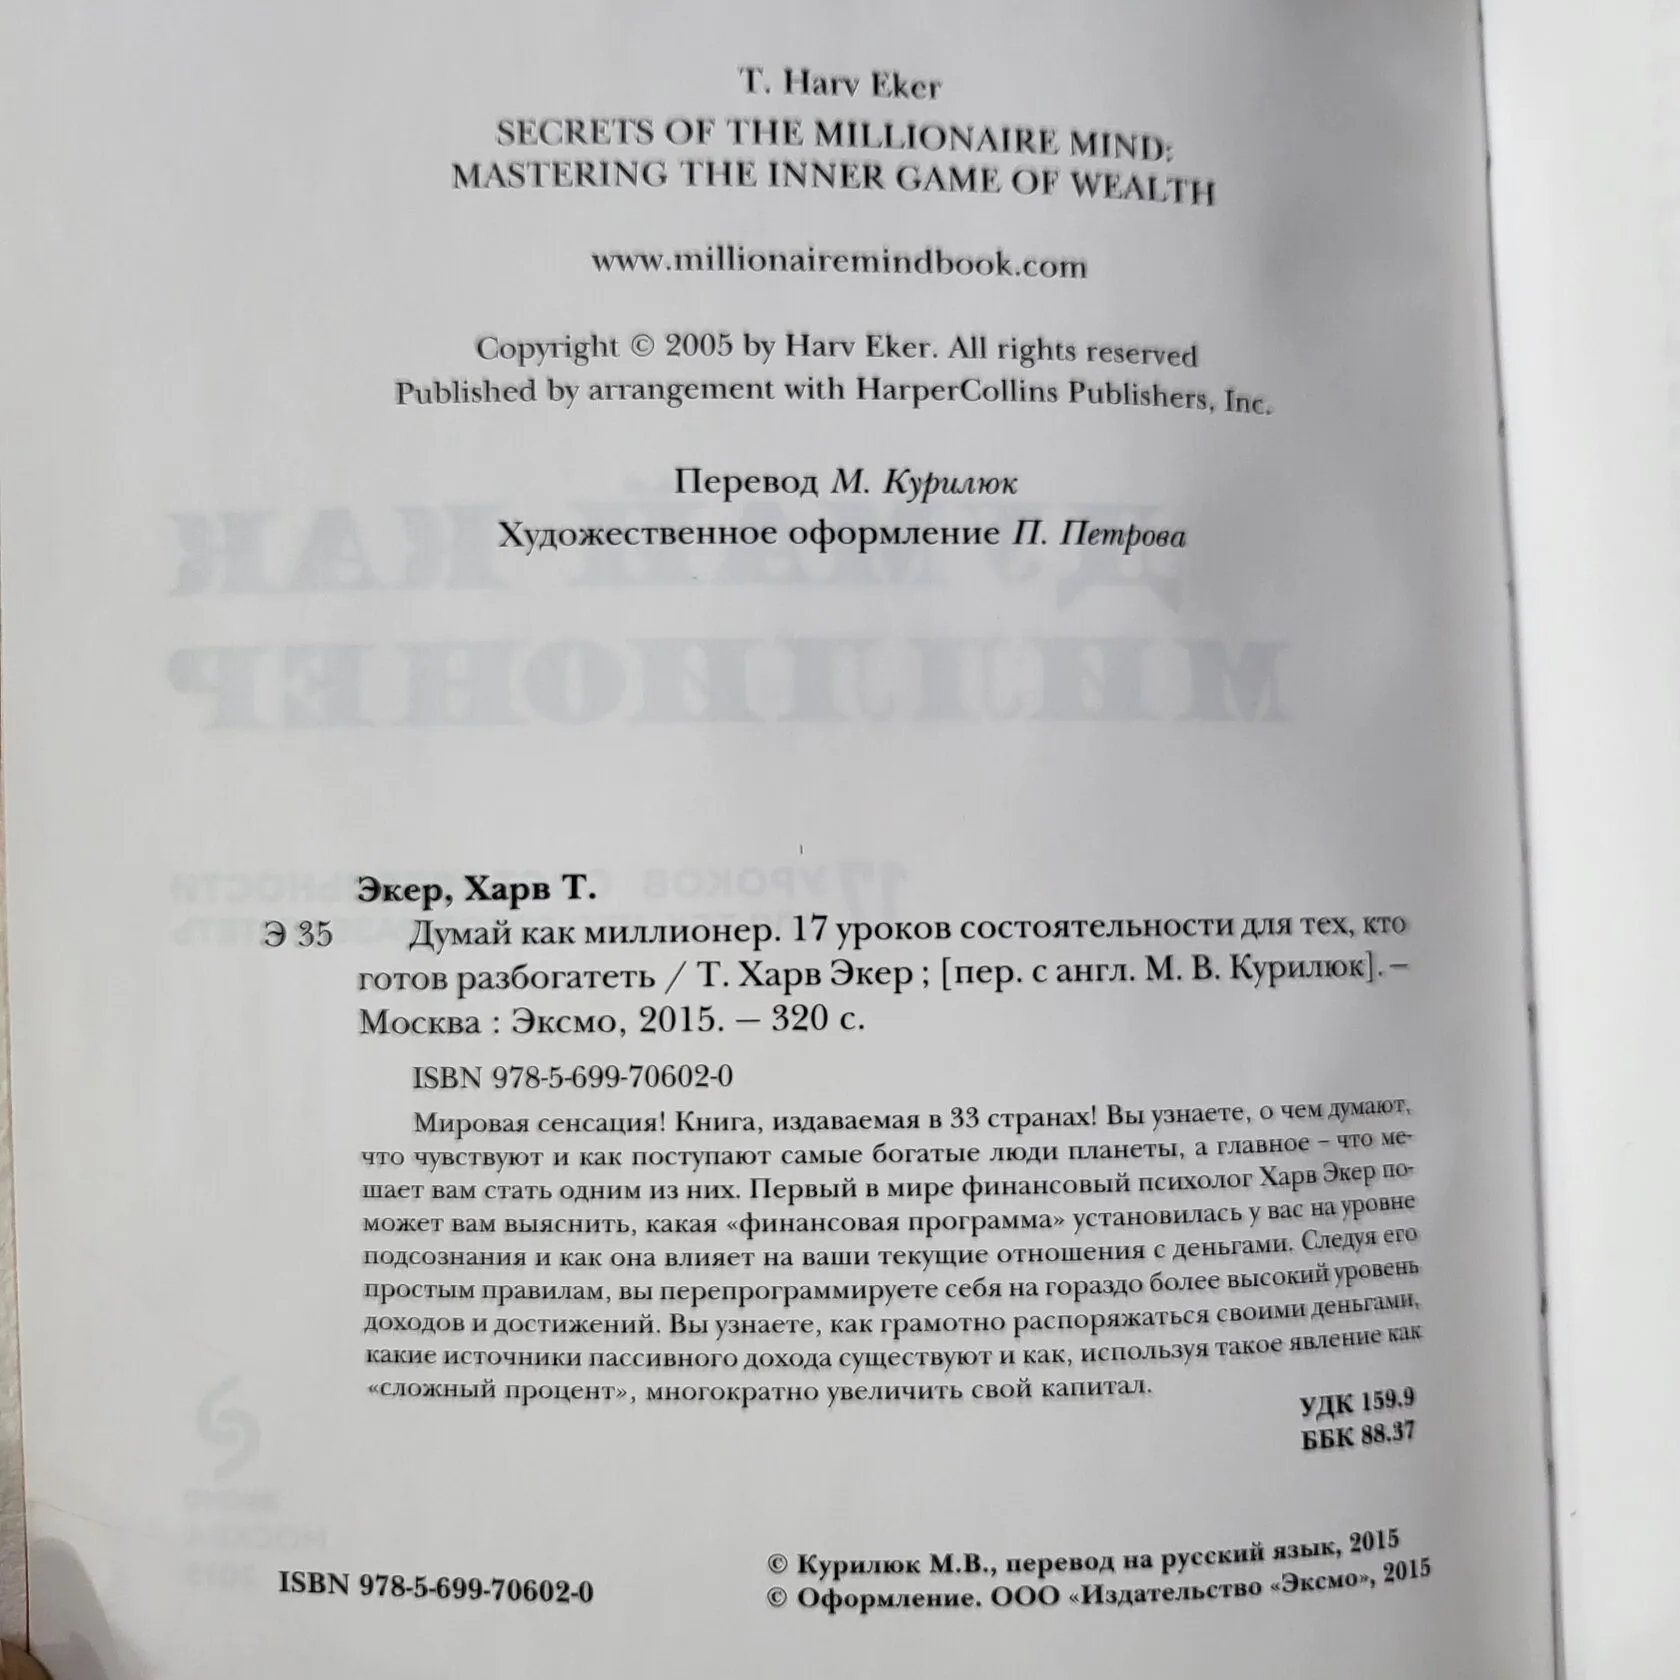 T. Harv Eker
SECRETS OF THE MILLIONAIRE MIND:
MASTERING THE INNER GAME OF WEALTH
www.millionairemindbook.com
Copyright © 2005 by Harv Eker. All rights reserved
Published by arrangement with HarperCollins Publishers, Inc.
Перевод М. Курилюк
Художественное оформление П. Петрова
ДУМАЙ КАК
МИЛЛИОНЕР
Экер, Харв Т.
Э 35 Думай как миллионер. 17 уроков состоятельности для тех, кто
готов разбогатеть / Т. Харв Экер ; [пер. с англ. М. В. Курилюк]. –
Москва : Эксмо, 2015. – 320 с.
ISBN 978-5-699-70602-0
Мировая сенсация! Книга, издаваемая в 33 странах! Вы узнаете, о чем думают,
что чувствуют и как поступают самые богатые люди планеты, а главное – что ме-
шает вам стать одним из них. Первый в мире финансовый психолог Харв Экер по-
может вам выяснить, какая «финансовая программа» установилась у вас на уровне
подсознания и как она влияет на ваши текущие отношения с деньгами. Следуя его
простым правилам, вы перепрограммируете себя на гораздо более высокий уровень
доходов и достижений. Вы узнаете, как грамотно распоряжаться своими деньгами,
какие источники пассивного дохода существуют и как, используя такое явление как
«сложный процент», многократно увеличить свой капитал.
УДК 159.9
ББК 88.37
© Курилюк М.В., перевод на русский язык, 2015
ISBN 978-5-699-70602-0 © Оформление. ООО «Издательство «Эксмо», 2015